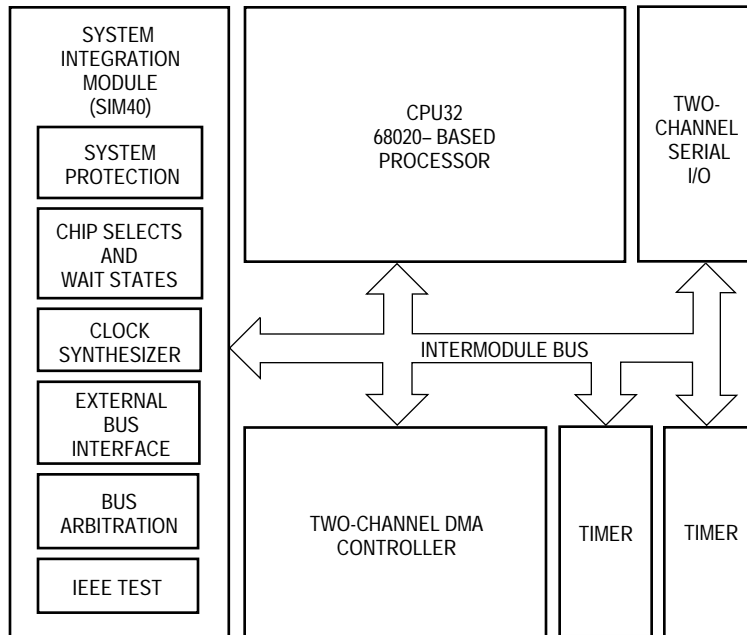 SYSTEM
INTEGRATION
MODULE
(SIM40)
SYSTEM
PROTECTION
CHIP SELECTS
AND
WAIT STATES
CLOCK
SYNTHESIZER
EXTERNAL
BUS
INTERFACE
BUS
ARBITRATION
IEEE TEST
CPU32
68020– BASED
PROCESSOR
TWO-
CHANNEL
SERIAL
I/O
INTERMODULE BUS
TWO-CHANNEL DMA
CONTROLLER
TIMER
TIMER